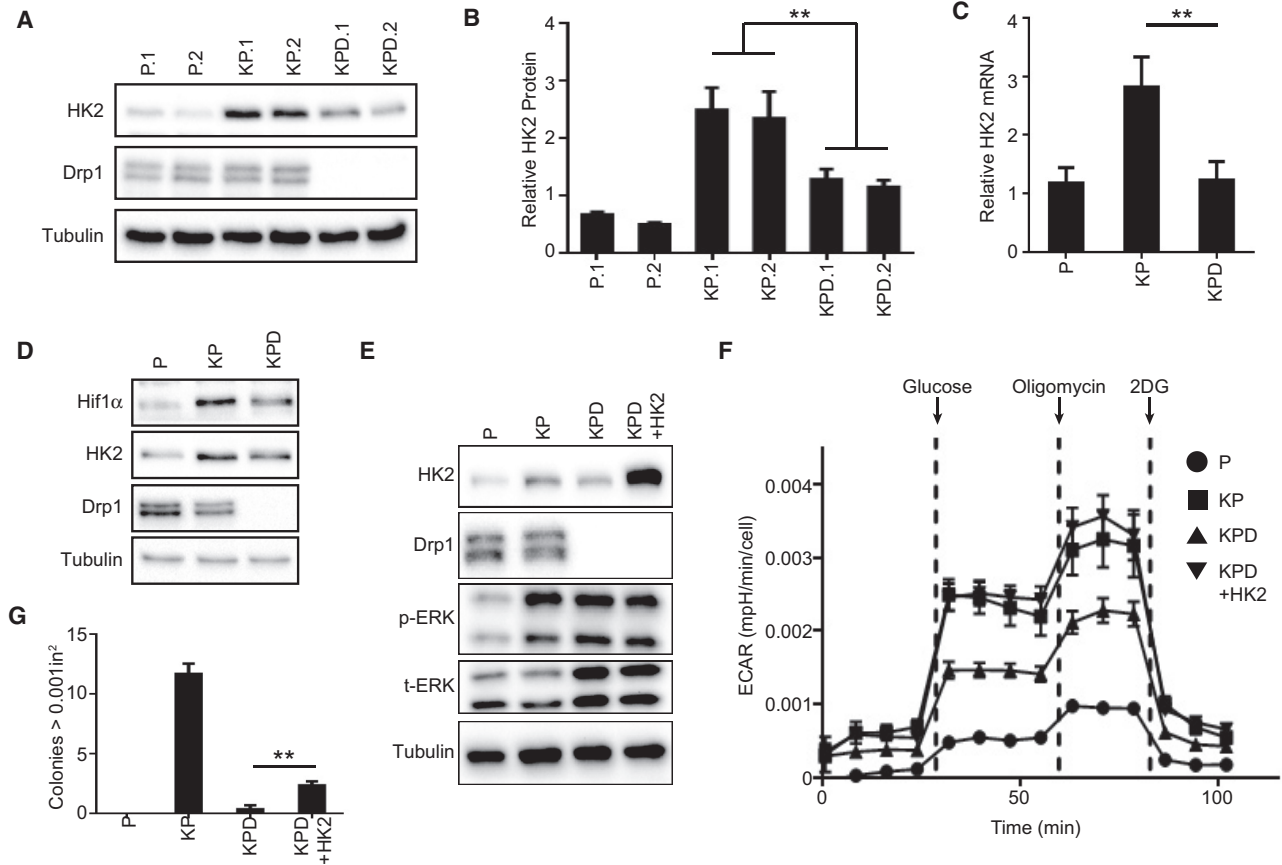 A
P.1 P.2 KP.1 KP.2 KPD.1 KPD.2
HK2
Drp1
Tubulin
B
**
Relative HK2 Protein
4
3
2
1
0
P.1 P.2 KP.1 KP.2 KPD.1 KPD.2
C
**
Relative HK2 mRNA
4
3
2
1
0
P KP KPD
D
P KP KPD
Hif1α
HK2
Drp1
Tubulin
E
P KP KPD KPD
+HK2
HK2
Drp1
p-ERK
t-ERK
Tubulin
F
Glucose Oligomycin 2DG
P
KP
KPD
KPD
+HK2
ECAR (mpH/min/cell)
0.004
0.003
0.002
0.001
0
0 50 100
Time (min)
G
Colonies > 0.001in²
15
10
5
0
**
P KP KPD KPD
+HK2